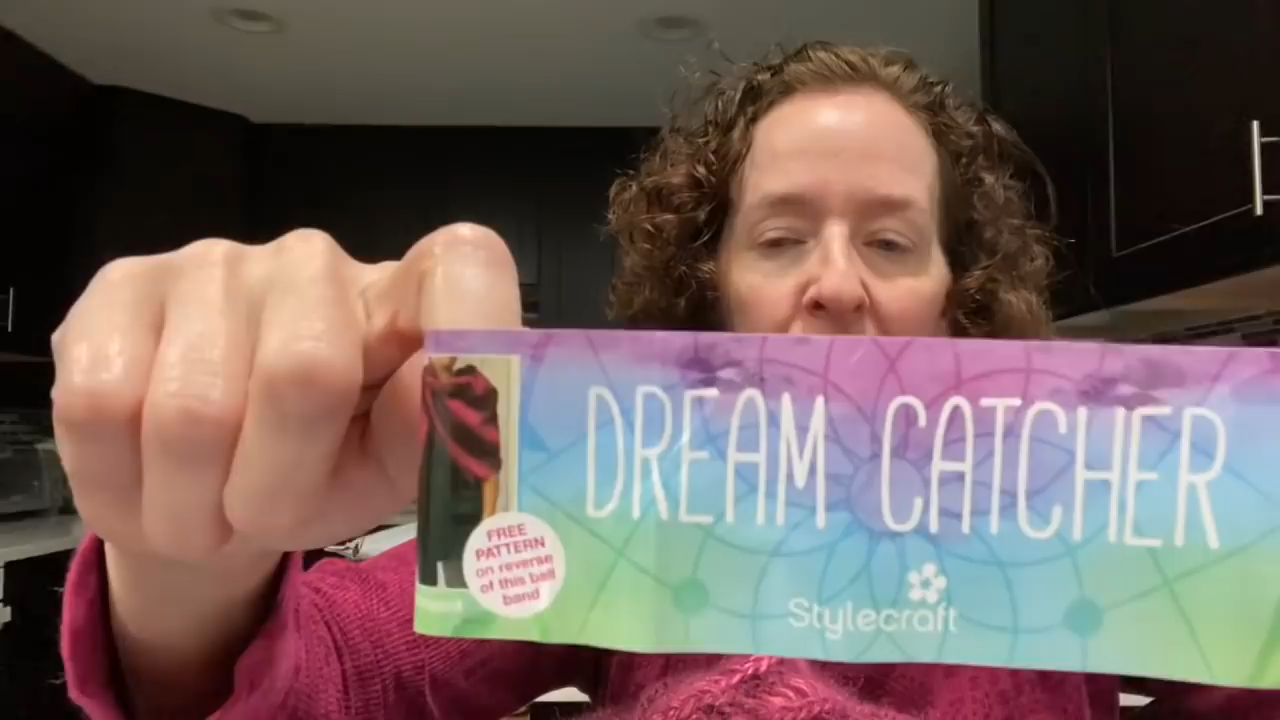 DREAM CATCHER
FREE
PATTERN
on reverse
of this ball
band
Stylecraft